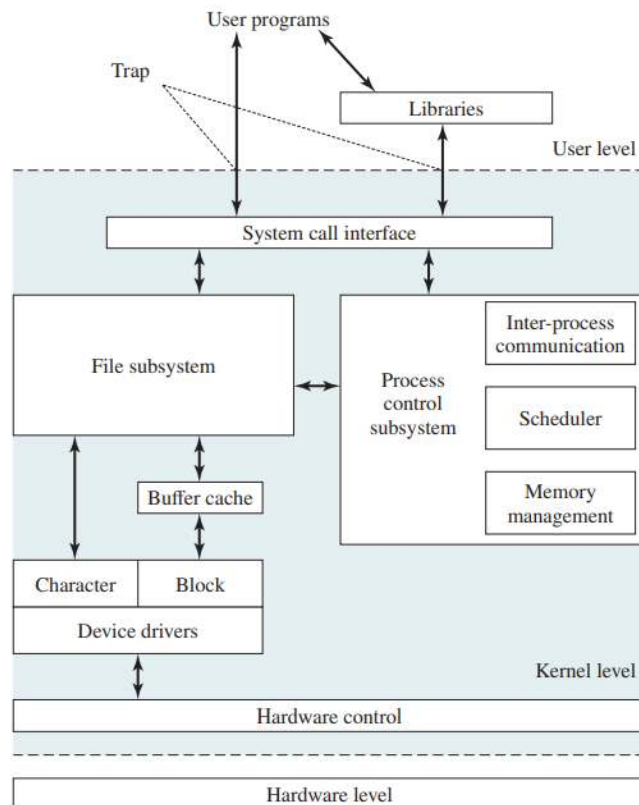 User programs
Trap
Libraries
User level
System call interface
Inter-process
communication
File subsystem
Process
control
subsystem
Scheduler
Memory
management
Buffer cache
Character
Block
Device drivers
Kernel level
Hardware control
Hardware level